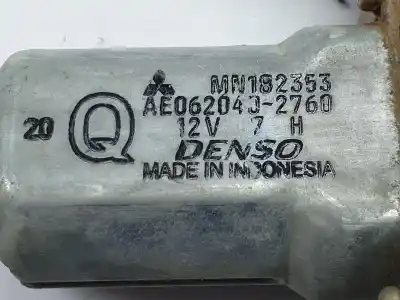 MN182353
AE062040-2760
20 Q 12V 7 H
DENSO
MADE IN INDONESIA